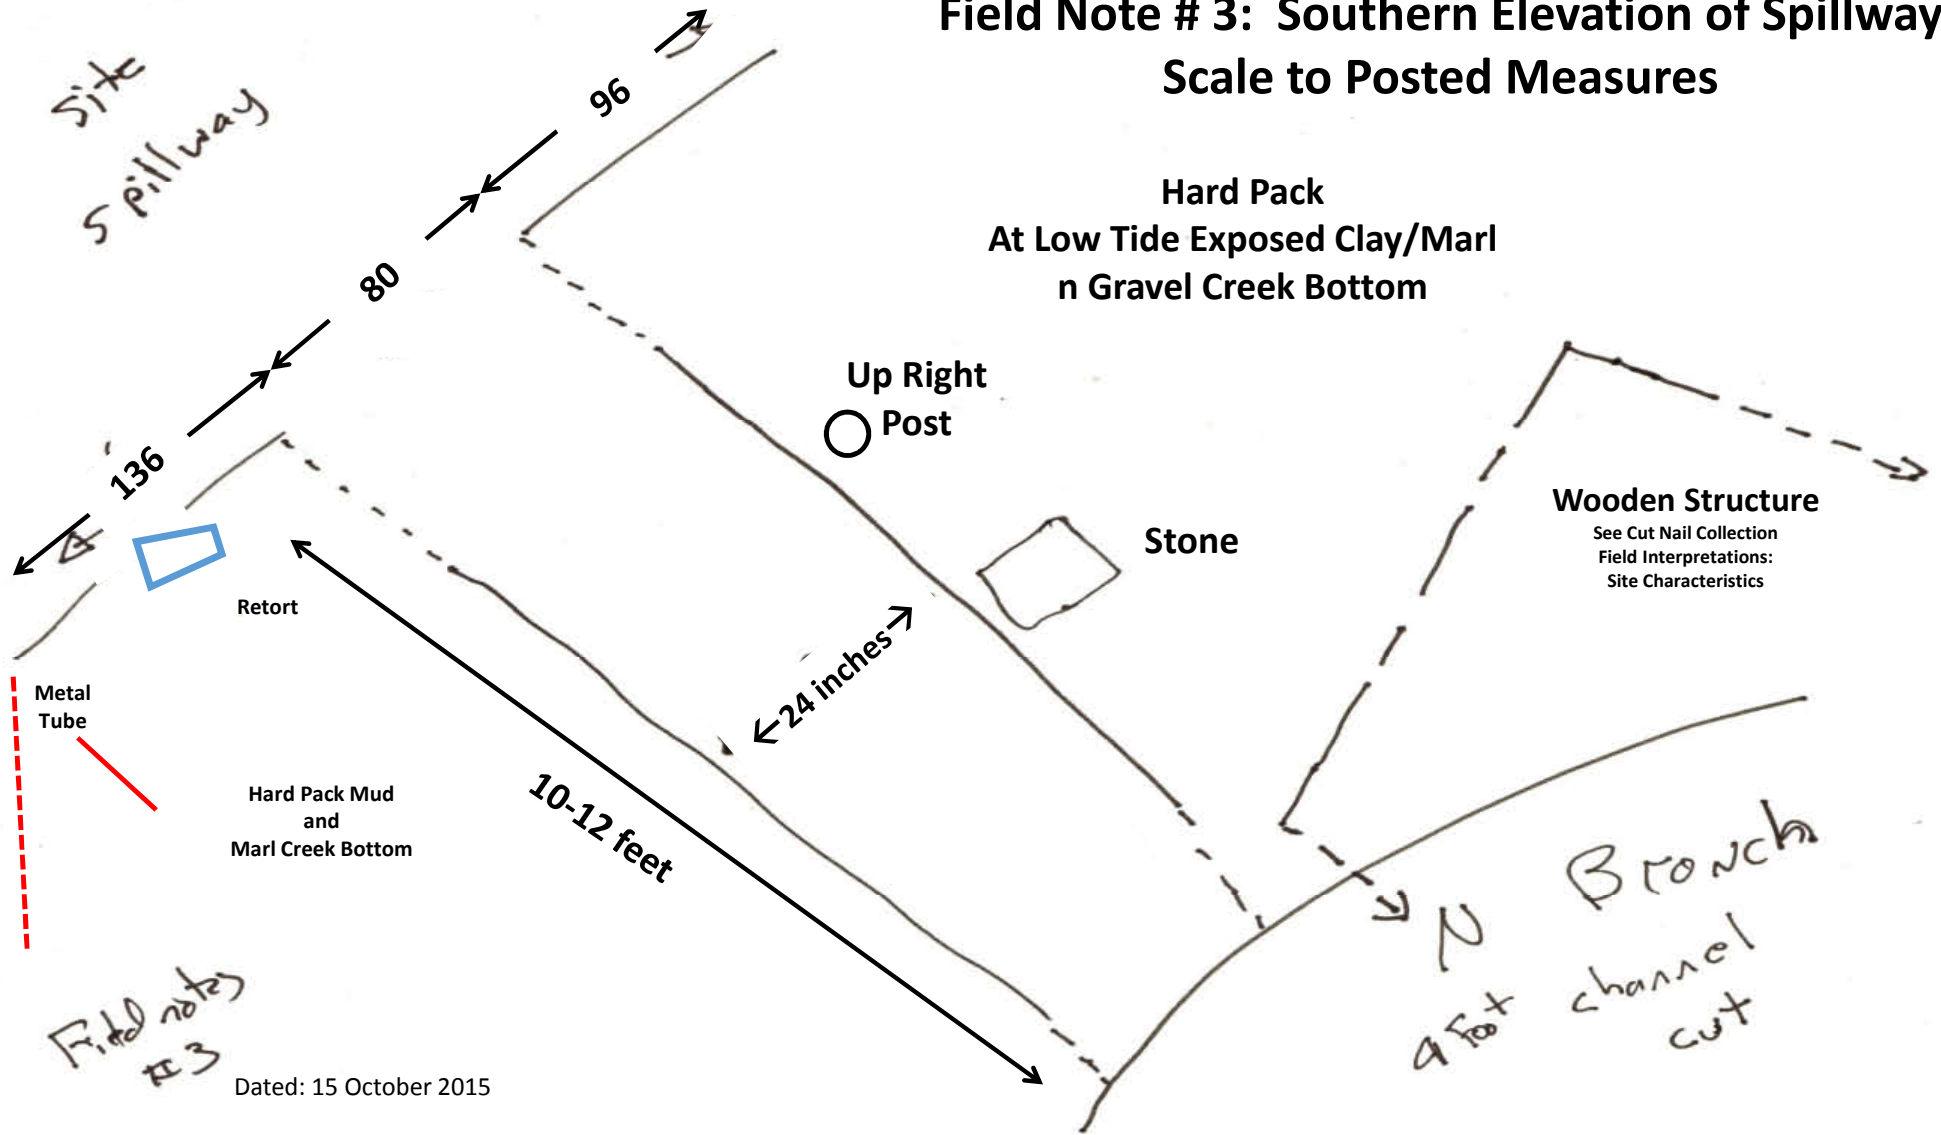 Field Note # 3: Southern Elevation of Spillway
Scale to Posted Measures
Site
Spillway
96
80
136
Hard Pack
At Low Tide Exposed Clay/Marl
n Gravel Creek Bottom
Up Right
Post
Stone
Wooden Structure
See Cut Nail Collection
Field Interpretations:
Site Characteristics
Retort
24 inches
Metal
Tube
10-12 feet
Hard Pack Mud
and
Marl Creek Bottom
N Bronch
4 Foot channel
cut
Field notes
#3
Dated: 15 October 2015